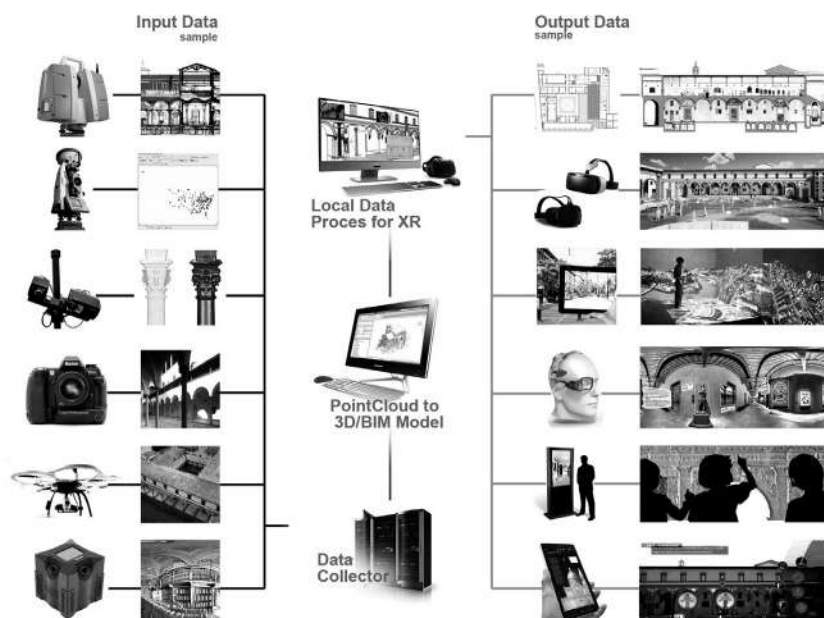 Input Data
sample
Output Data
sample
Local Data
Proces for XR
PointCloud to
3D/BIM Model
Data
Collector